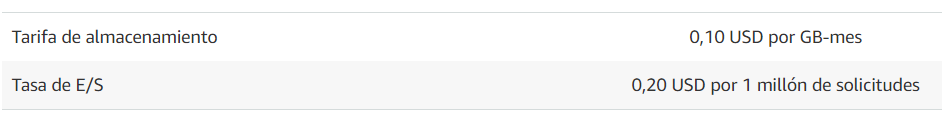 Tarifa de almacenamiento 0,10 USD por GB-mes
Tasa de E/S 0,20 USD por 1 millón de solicitudes